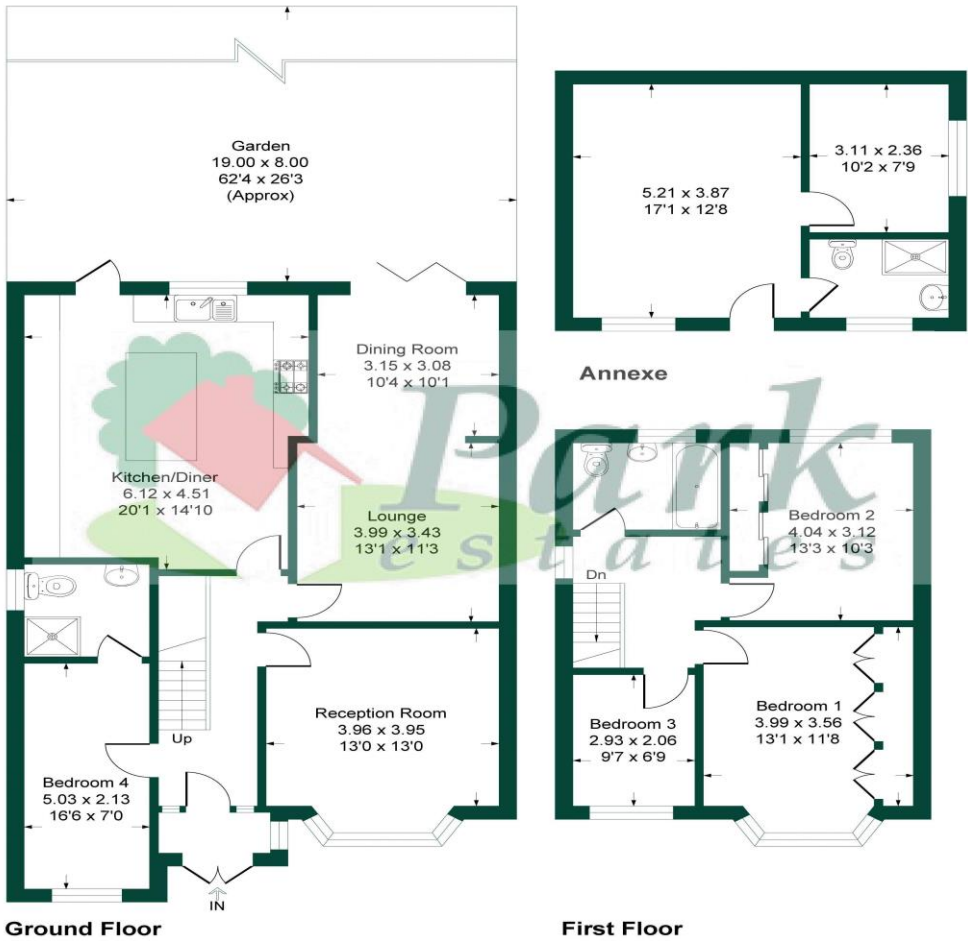 Garden
19.00 x 8.00
62'4 x 26'3
(Approx)
3.11 x 2.36
10'2 x 7'9
5.21 x 3.87
17'1 x 12'8
Annexe
Dining Room
3.15 x 3.08
10'4 x 10'1
Park
estates
Kitchen/Diner
6.12 x 4.51
20'1 x 14'10
Lounge
3.99 x 3.43
13'1 x 11'3
Bedroom 2
4.04 x 3.12
13'3 x 10'3
Dn
Reception Room
3.96 x 3.95
13'0 x 13'0
Up
Bedroom 4
5.03 x 2.13
16'6 x 7'0
IN
Bedroom 3
2.93 x 2.06
9'7 x 6'9
Bedroom 1
3.99 x 3.56
13'1 x 11'8
Ground Floor
First Floor